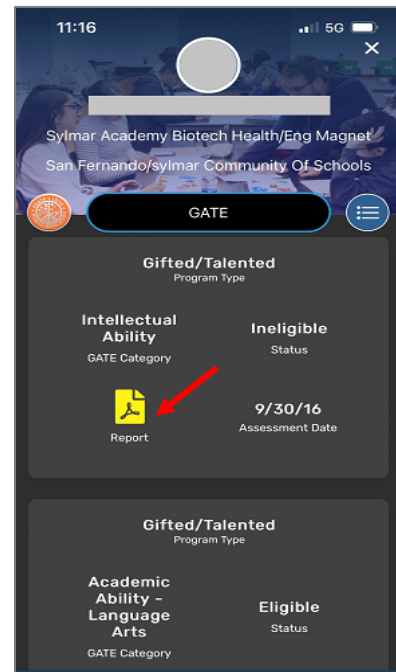 11:16
5G
Sylmar Academy Biotech Health/Eng Magnet
San Fernando/sylmar Community Of Schools
GATE
Gifted/Talented
Program Type
Intellectual
Ability
GATE Category
Ineligible
Status
Report
9/30/16
Assessment Date
Gifted/Talented
Program Type
Academic
Ability –
Language
Arts
GATE Category
Eligible
Status